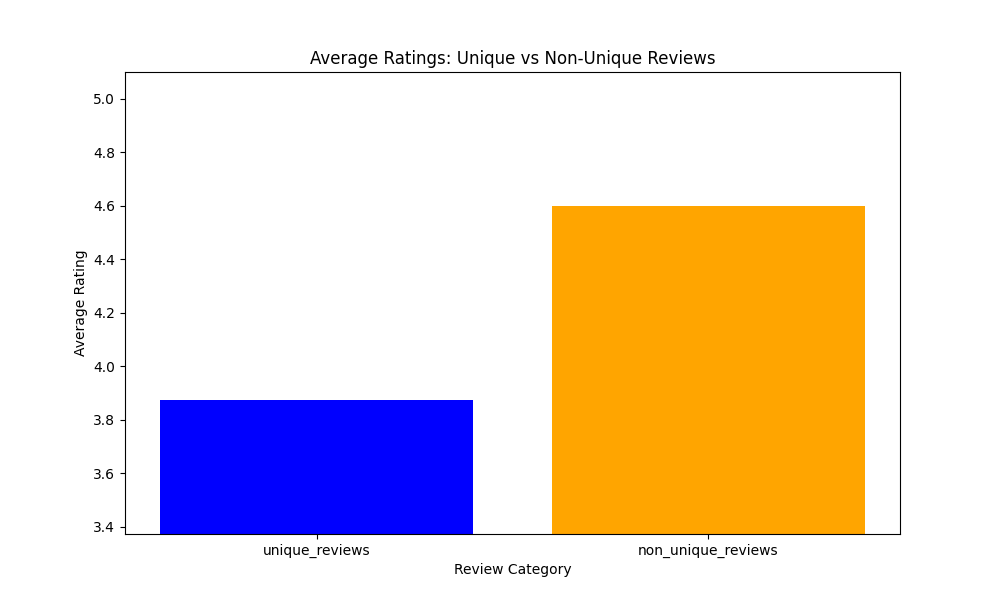 Average Ratings: Unique vs Non-Unique Reviews
5.0
4.8
4.6
4.4
4.2
4.0
3.8
3.6
3.4
Average Rating
unique_reviews non_unique_reviews
Review Category